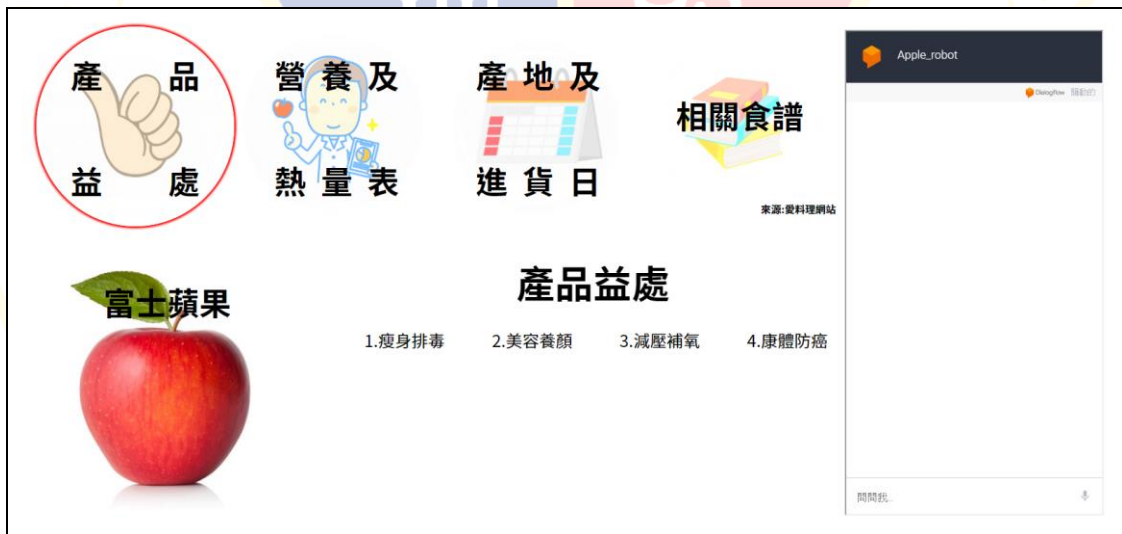 產品
益處
營養及
熱量表
產地及
進貨日
相關食譜
來源:愛料理網站
富士蘋果
產品益處
1.瘦身排毒 2.美容養顏 3.減壓補氧 4.康體防癌
Apple_robot
Dialogflow
問問我..